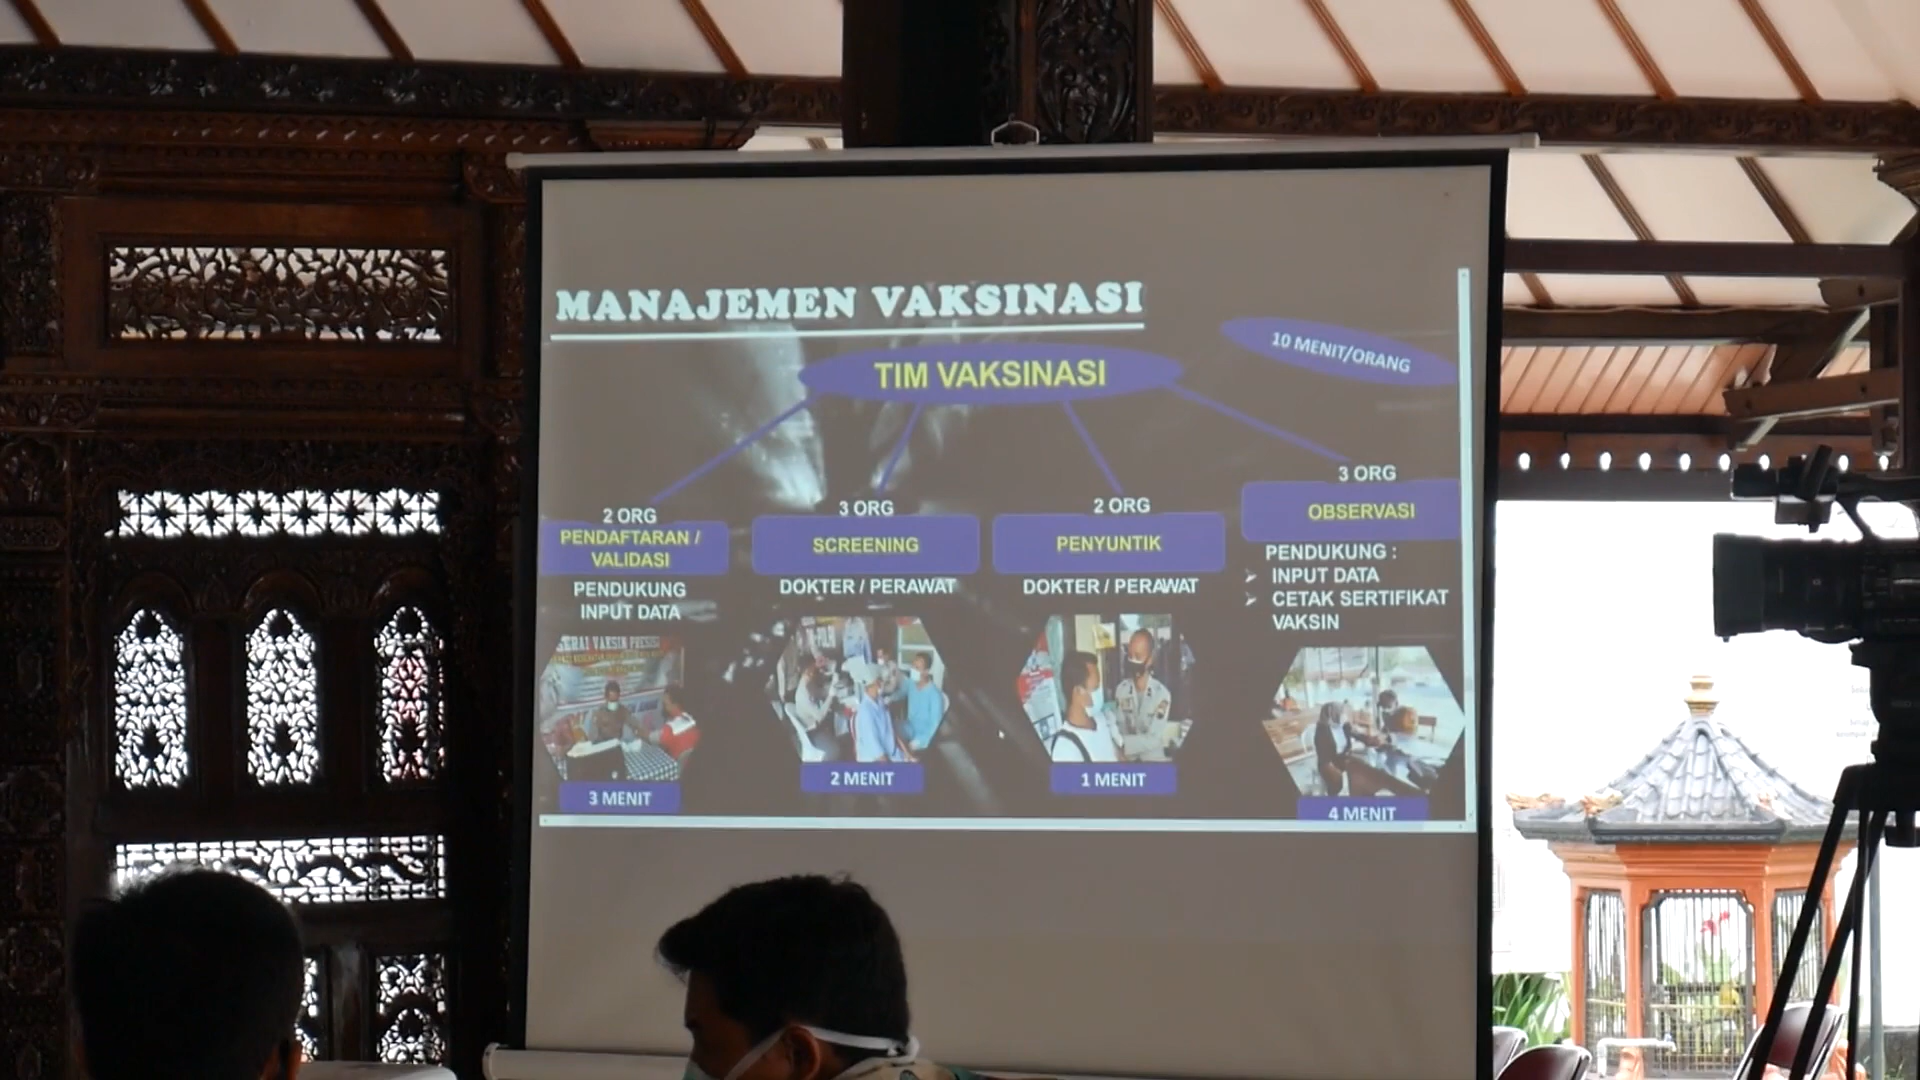 MANAJEMEN VAKSINASI
10 MENIT/ORANG
TIM VAKSINASI
2 ORG
PENDAFTARAN /
VALIDASI
PENDUKUNG
INPUT DATA
3 MENIT
3 ORG
SCREENING
DOKTER / PERAWAT
2 MENIT
2 ORG
PENYUNTIK
DOKTER / PERAWAT
1 MENIT
3 ORG
OBSERVASI
PENDUKUNG :
➢ INPUT DATA
➢ CETAK SERTIFIKAT
VAKSIN
4 MENIT
VAKSIN PRESISI